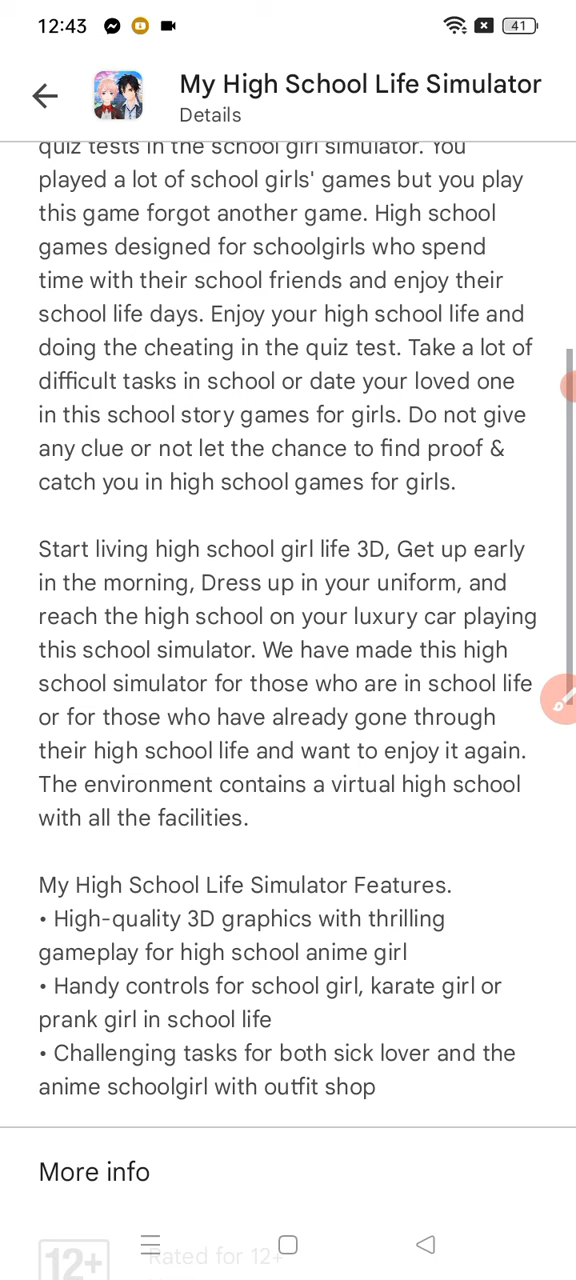 12:43
41
My High School Life Simulator
Details
quiz tests in the school girl simulator. You
played a lot of school girls' games but you play
this game forgot another game. High school
games designed for schoolgirls who spend
time with their school friends and enjoy their
school life days. Enjoy your high school life and
doing the cheating in the quiz test. Take a lot of
difficult tasks in school or date your loved one
in this school story games for girls. Do not give
any clue or not let the chance to find proof &
catch you in high school games for girls.
Start living high school girl life 3D, Get up early
in the morning, Dress up in your uniform, and
reach the high school on your luxury car playing
this school simulator. We have made this high
school simulator for those who are in school life
or for those who have already gone through
their high school life and want to enjoy it again.
The environment contains a virtual high school
with all the facilities.
My High School Life Simulator Features.
• High-quality 3D graphics with thrilling
gameplay for high school anime girl
• Handy controls for school girl, karate girl or
prank girl in school life
• Challenging tasks for both sick lover and the
anime schoolgirl with outfit shop
More info
12+
Rated for 12+